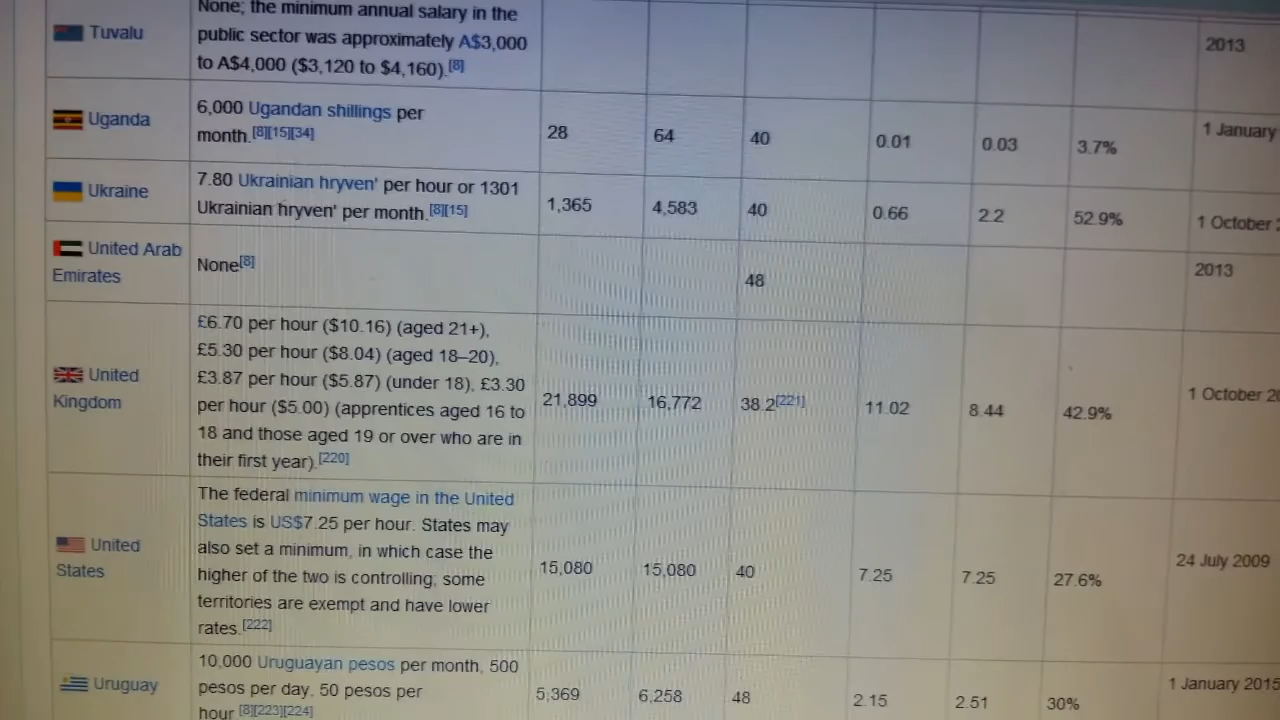 Tuvalu
None; the minimum annual salary in the
public sector was approximately A$3,000
to A$4,000 ($3,120 to $4,160).[8]
2013
Uganda
6,000 Ugandan shillings per
month.[8][15][34]
28
64
40
0.01
0.03
3.7%
1 January
Ukraine
7.80 Ukrainian hryven' per hour or 1301
Ukrainian hryven' per month.[8][15]
1,365
4,583
40
0.66
2.2
52.9%
1 October
United Arab
Emirates
None[8]
48
2013
United
Kingdom
£6.70 per hour ($10.16) (aged 21+),
£5.30 per hour ($8.04) (aged 18–20),
£3.87 per hour ($5.87) (under 18), £3.30
per hour ($5.00) (apprentices aged 16 to
18 and those aged 19 or over who are in
their first year).[220]
21,899
16,772
38.2[221]
11.02
8.44
42.9%
1 October 20
United
States
The federal minimum wage in the United
States is US$7.25 per hour. States may
also set a minimum, in which case the
higher of the two is controlling; some
territories are exempt and have lower
rates.[222]
15,080
15,080
40
7.25
7.25
27.6%
24 July 2009
Uruguay
10,000 Uruguayan pesos per month, 500
pesos per day, 50 pesos per
hour.[8][223][224]
5,369
6,258
48
2.15
2.51
30%
1 January 2015